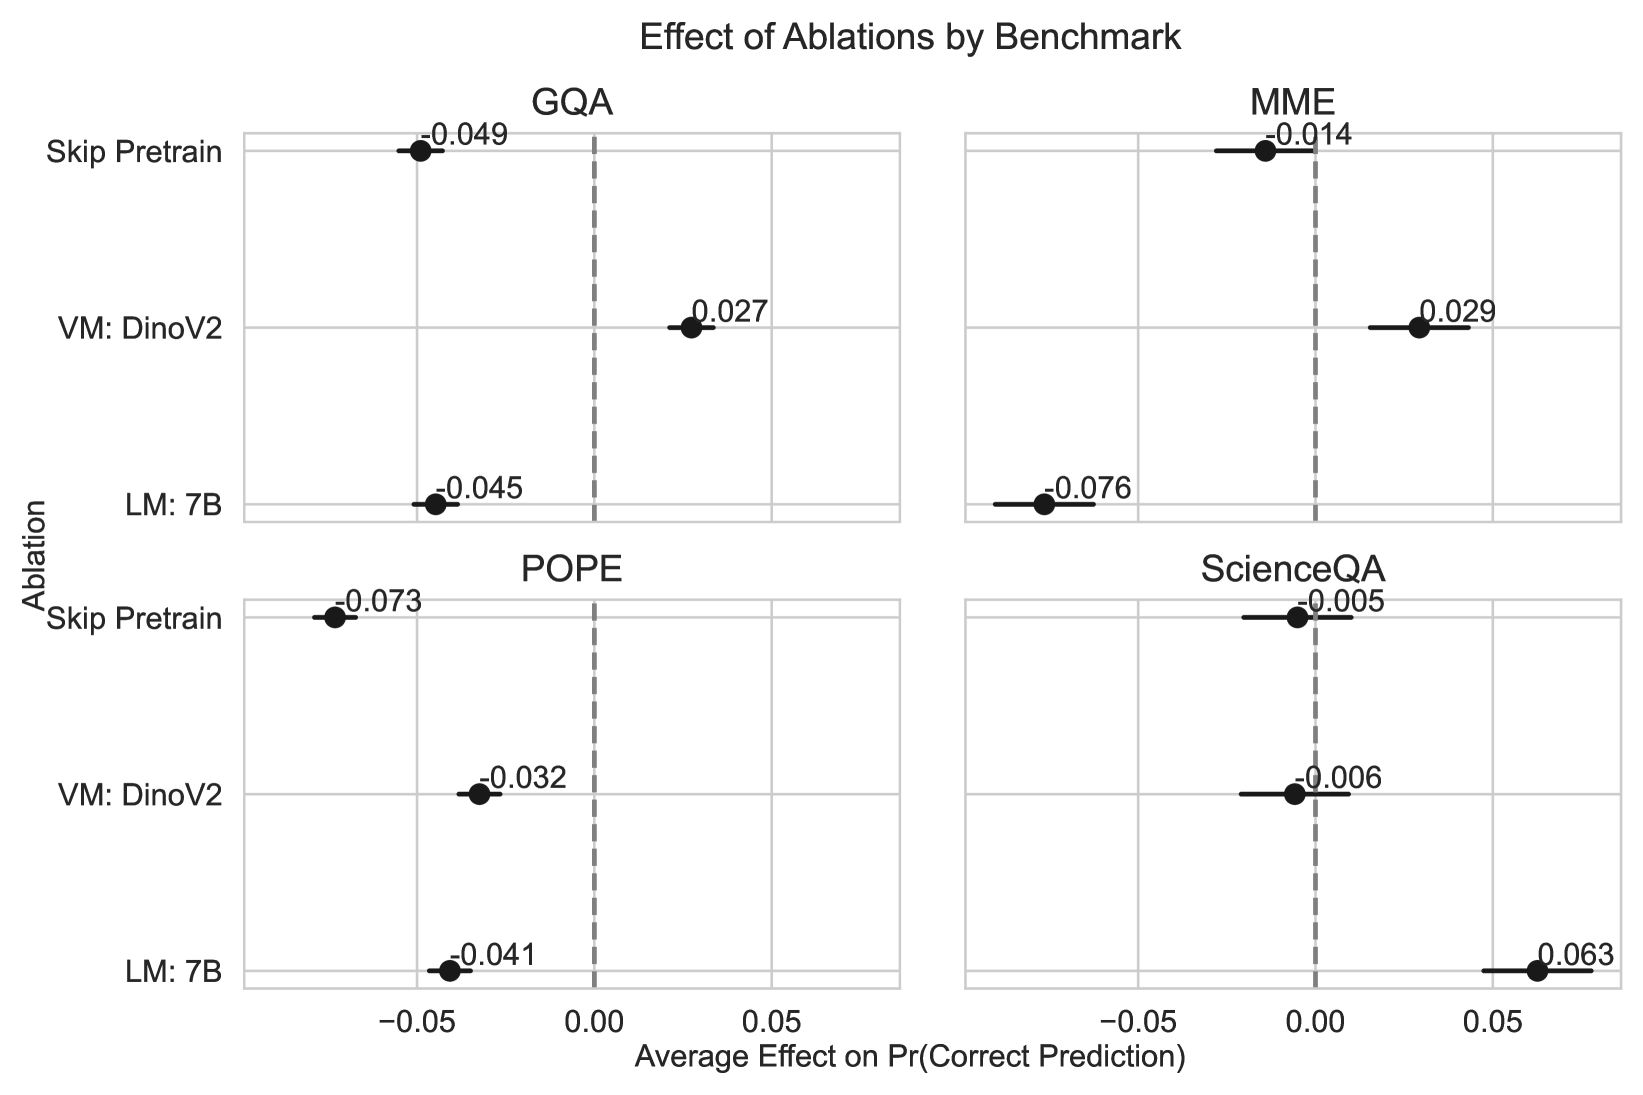 Effect of Ablations by Benchmark
GQA
MME
Skip Pretrain
-0.049
-0.014
VM: DinoV2
0.027
0.029
LM: 7B
-0.045
-0.076
Ablation
POPE
ScienceQA
Skip Pretrain
-0.073
-0.005
VM: DinoV2
-0.032
-0.006
LM: 7B
-0.041
0.063
−0.05 0.00 0.05
−0.05 0.00 0.05
Average Effect on Pr(Correct Prediction)